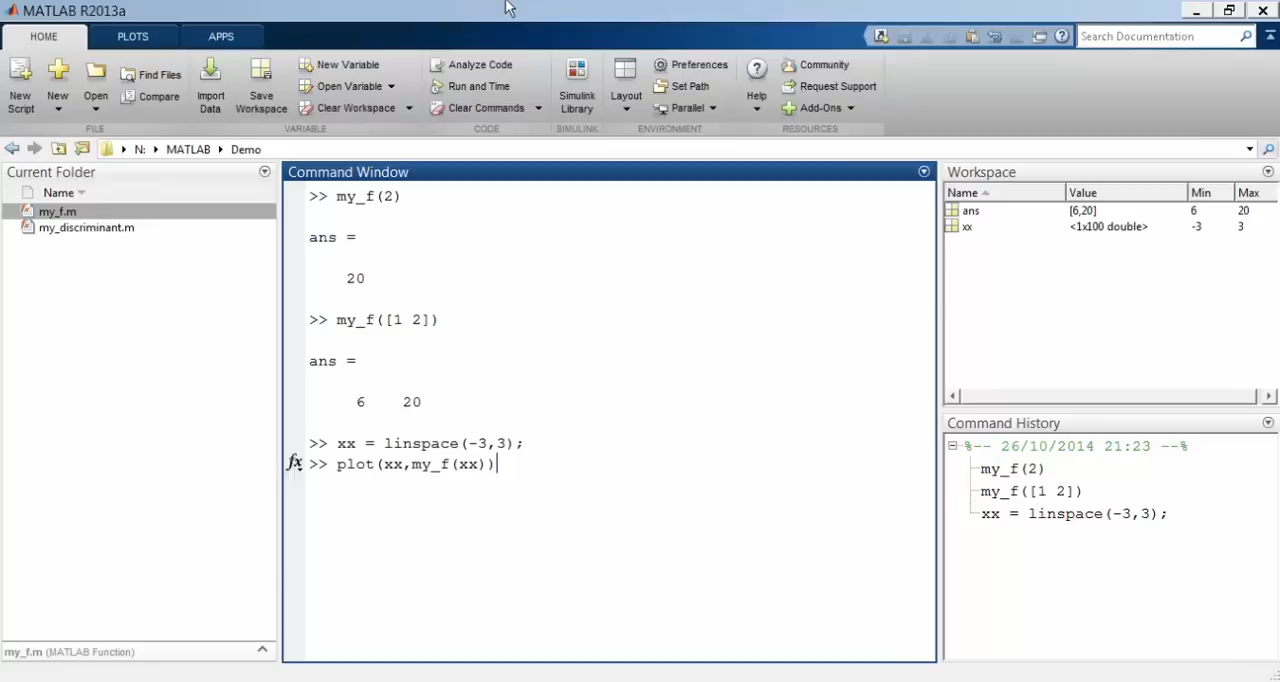 MATLAB R2013a
HOME PLOTS APPS Search Documentation
New Script New Open Find Files Compare Import Data Save Workspace New Variable Open Variable Clear Workspace Analyze Code Run and Time Clear Commands Simulink Library Layout Preferences Set Path Parallel Help Community Request Support Add-Ons
FILE VARIABLE CODE SIMULINK ENVIRONMENT RESOURCES
N: MATLAB Demo
Current Folder
Name
my_f.m
my_discriminant.m
my_f.m (MATLAB Function)
Command Window
>> my_f(2)
ans =
20
>> my_f([1 2])
ans =
6 20
>> xx = linspace(-3,3);
fx >> plot(xx,my_f(xx))
Workspace
Name Value Min Max
ans [6,20] 6 20
xx <1x100 double> -3 3
Command History
%-- 26/10/2014 21:23 --%
my_f(2)
my_f([1 2])
xx = linspace(-3,3);